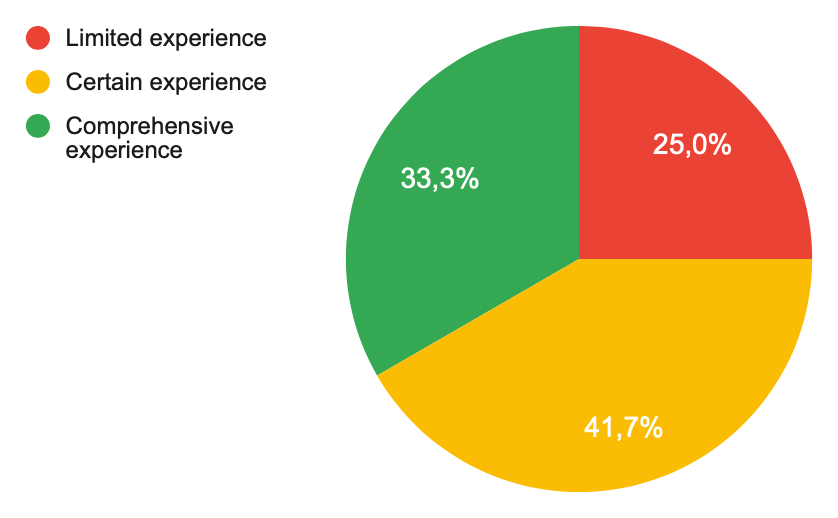 Limited experience
Certain experience
Comprehensive
experience
25,0%
33,3%
41,7%